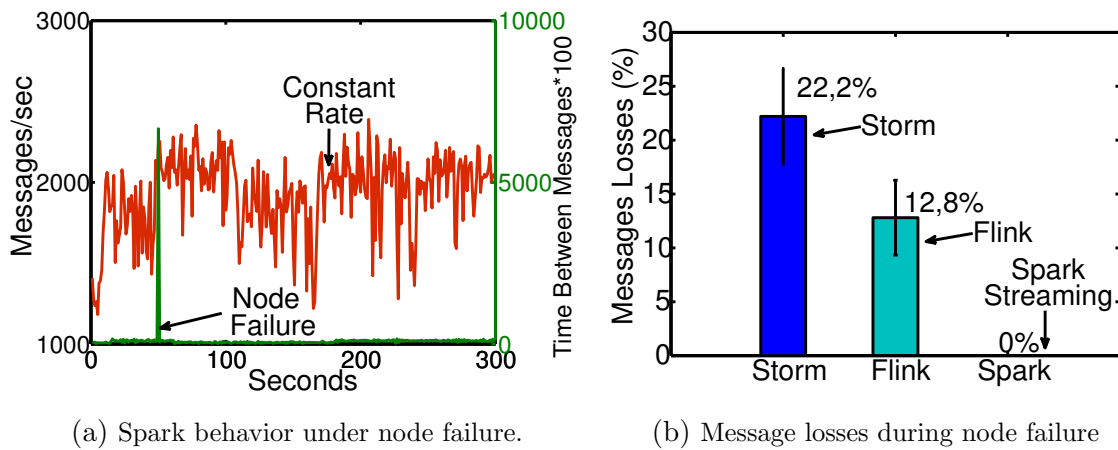 3000
2000
1000
Messages/sec
0
100
200
300
Seconds
10000
5000
0
Time Between Messages*100
Constant
Rate
Node
Failure
(a) Spark behavior under node failure.
30
25
20
15
10
5
0
Messages Losses (%)
22,2%
Storm
12,8%
Flink
Spark
Streaming
0%
Storm
Flink
Spark
(b) Message losses during node failure